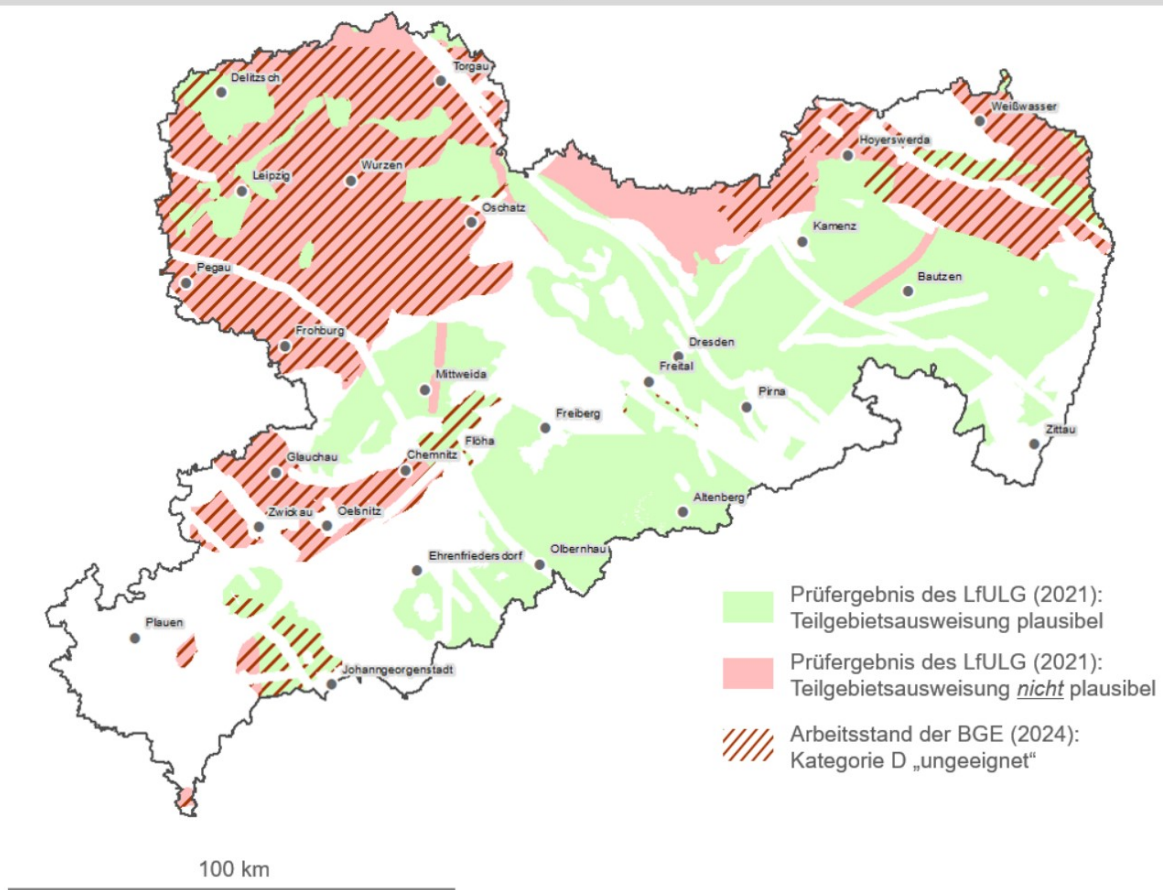 Delitzsch
Torgau
Weißwasser
Hoyerswerda
Leipzig
Wurzen
Oschatz
Kamenz
Pegau
Bautzen
Frohburg
Dresden
Freital
Mittweida
Pirna
Freiberg
Zittau
Glauchau
Chemnitz
Flöha
Zwickau
Oelsnitz
Altenberg
Ehrenfriedersdorf
Olbernhau
Plauen
Johanngeorgenstadt
Prüfergebnis des LfULG (2021):
Teilgebietsausweisung plausibel
Prüfergebnis des LfULG (2021):
Teilgebietsausweisung nicht plausibel
Arbeitsstand der BGE (2024):
Kategorie D „ungeeignet“
100 km